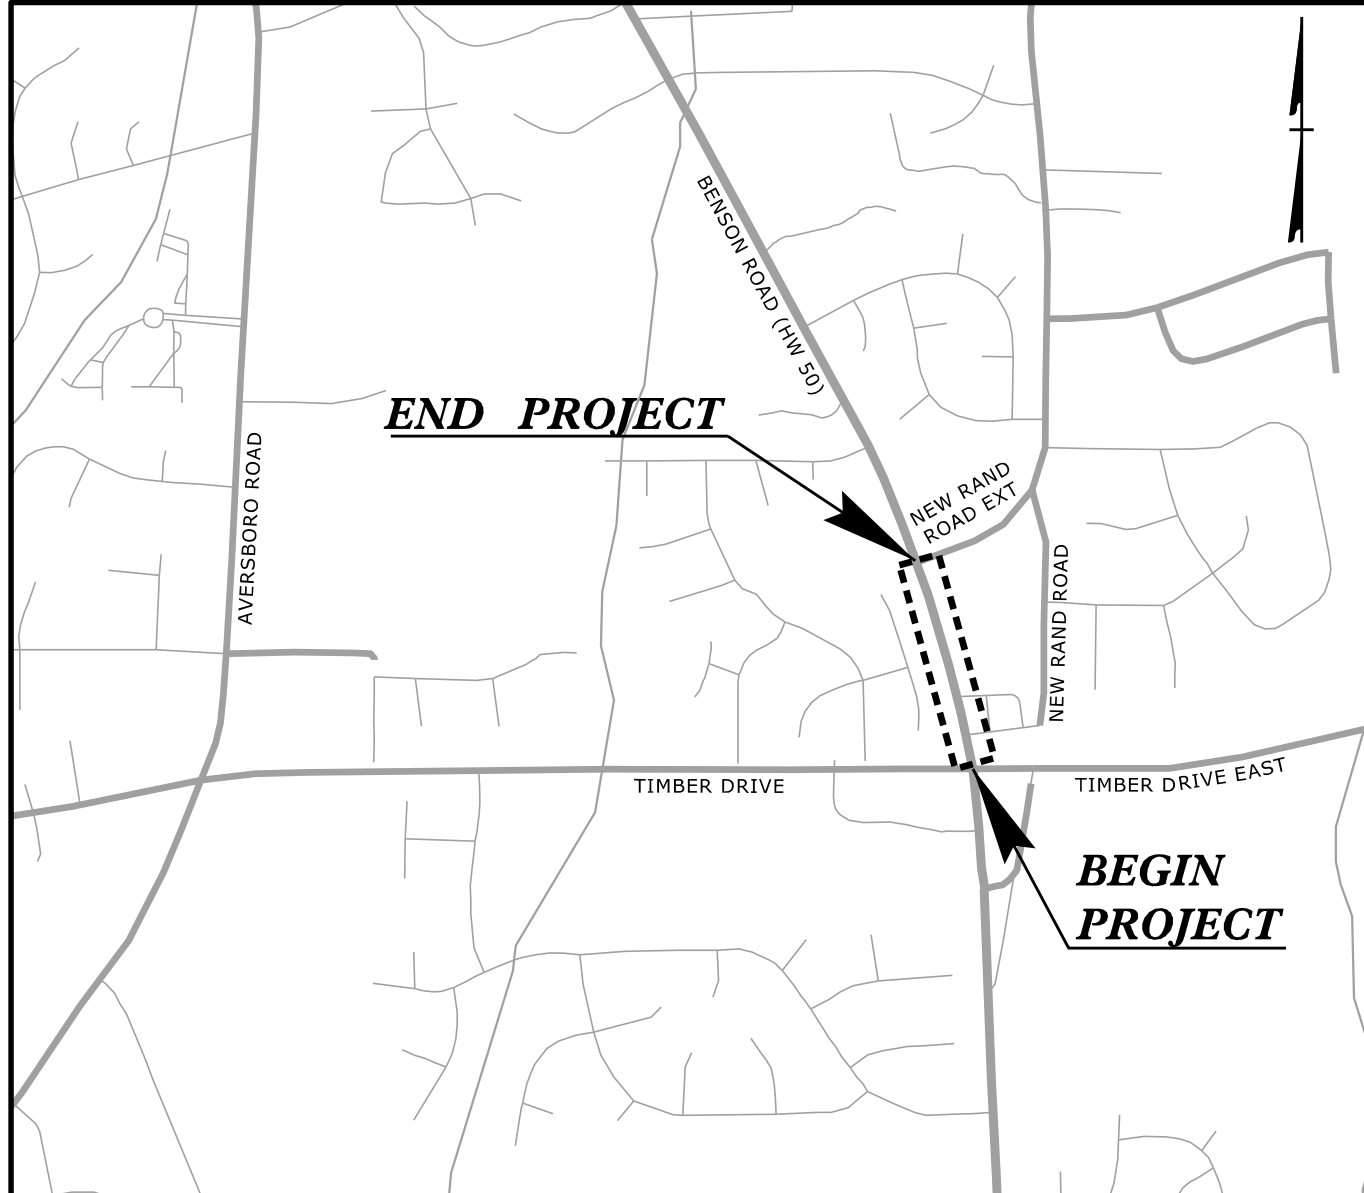 BENSON ROAD (HW 50)
END PROJECT
NEW RAND
ROAD EXT
AVERSBORO ROAD
NEW RAND ROAD
TIMBER DRIVE
TIMBER DRIVE EAST
BEGIN
PROJECT